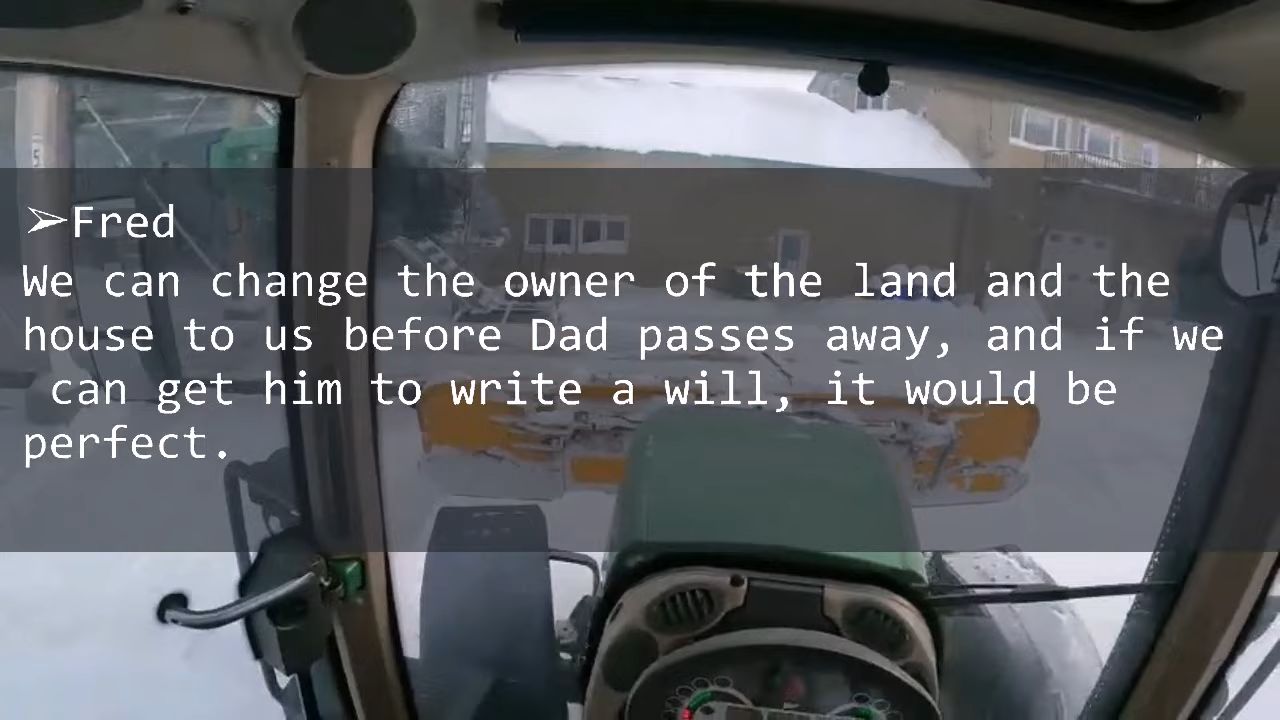 ➢Fred
We can change the owner of the land and the
house to us before Dad passes away, and if we
can get him to write a will, it would be
perfect.